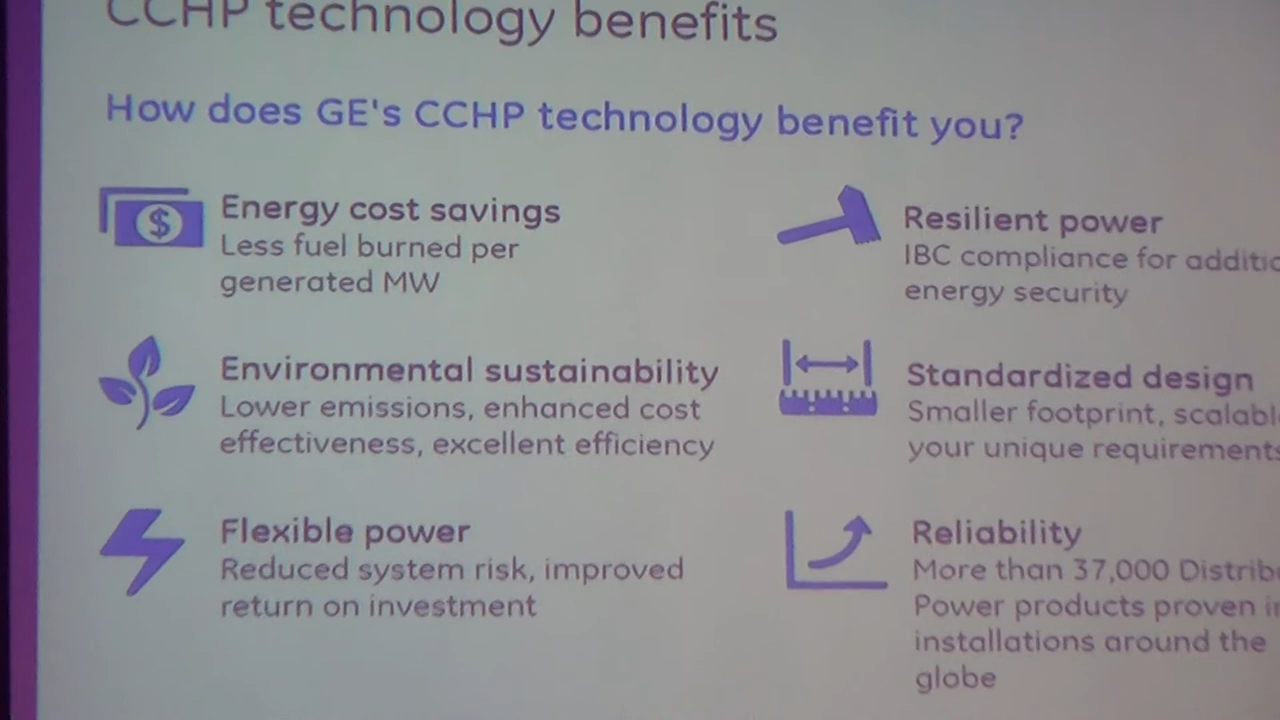 CCHP technology benefits
How does GE's CCHP technology benefit you?
$
Energy cost savings
Less fuel burned per
generated MW
Environmental sustainability
Lower emissions, enhanced cost
effectiveness, excellent efficiency
Flexible power
Reduced system risk, improved
return on investment
Resilient power
IBC compliance for
energy security
Standardized design
Smaller footprint,
your unique requirements
Reliability
More than 37,000
Power products proven
installations around the
globe